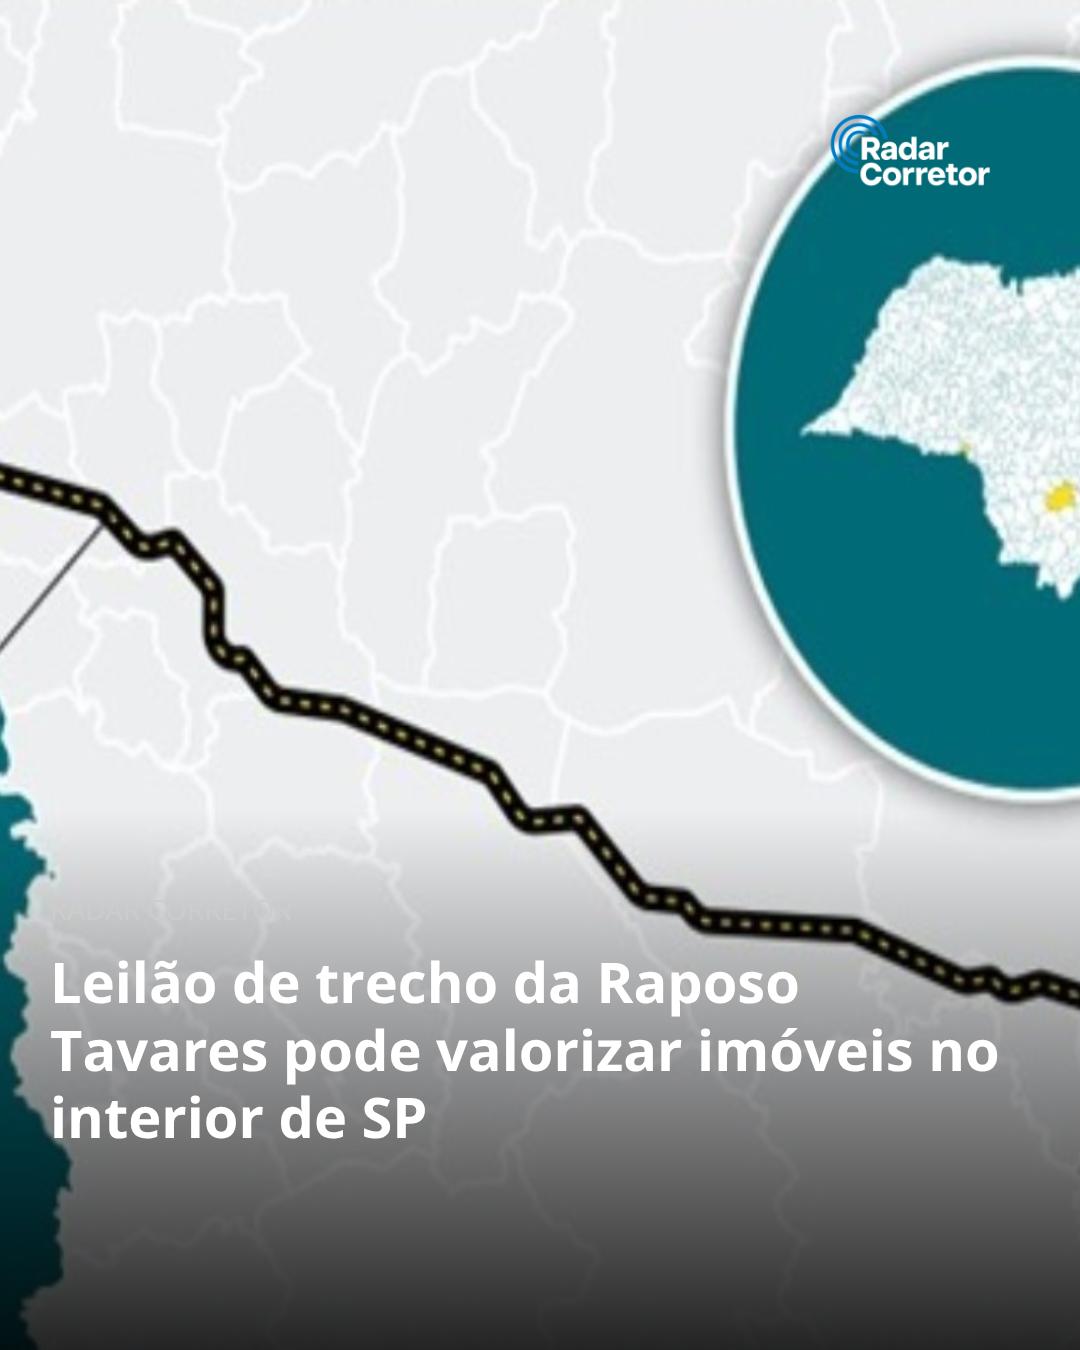 Radar
Corretor
RADAR CORRETOR
Leilão de trecho da Raposo
Tavares pode valorizar imóveis no
interior de SP